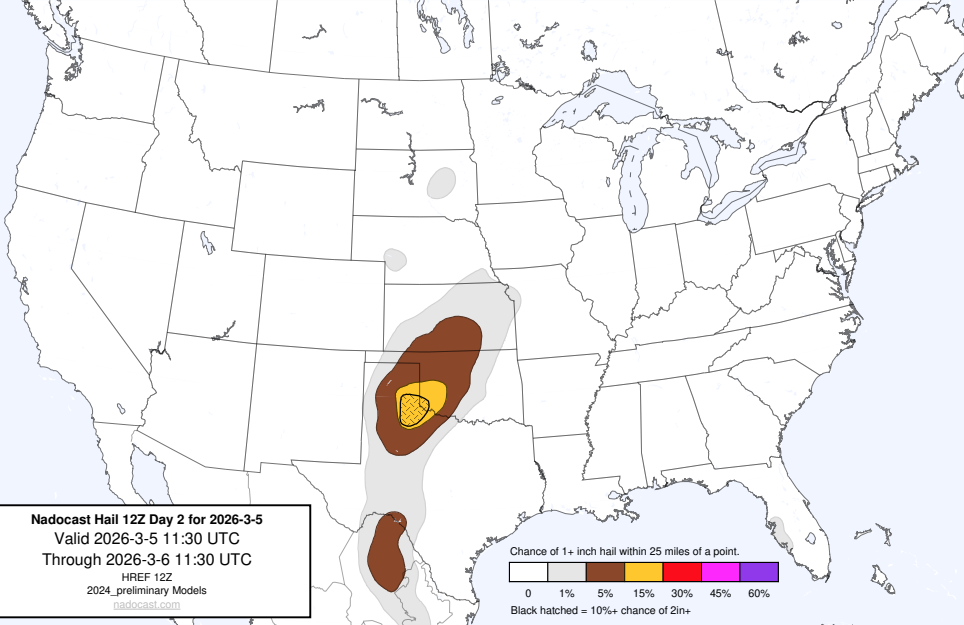 Nadocast Hail 12Z Day 2 for 2026-3-5
Valid 2026-3-5 11:30 UTC
Through 2026-3-6 11:30 UTC
HREF 12Z
2024_preliminary Models
nadocast.com
Chance of 1+ inch hail within 25 miles of a point.
0 1% 5% 15% 30% 45% 60%
Black hatched = 10%+ chance of 2in+